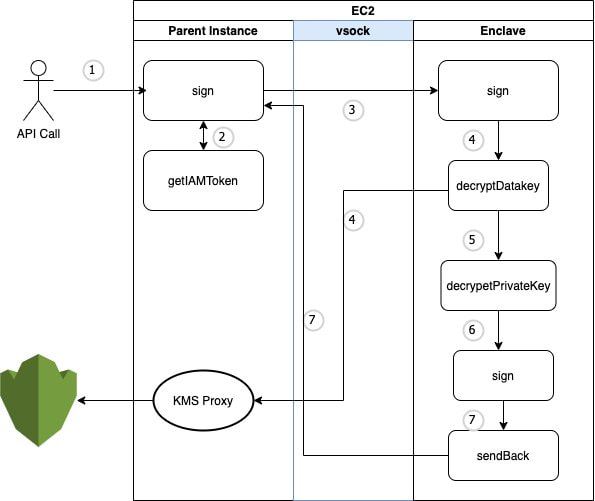 EC2
Parent Instance
vsock
Enclave
1
sign
3
sign
API Call
2
4
getIAMToken
decryptDatakey
4
5
decrypetPrivateKey
7
6
sign
KMS Proxy
7
sendBack